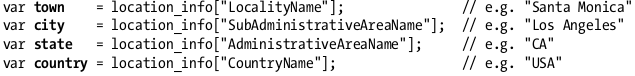 var town    = location_info["LocalityName"];                // e.g. "Santa Monica"
var city    = location_info["SubAdministrativeAreaName"];  // e.g. "Los Angeles"
var state   = location_info["AdministrativeAreaName"];     // e.g. "CA"
var country = location_info["CountryName"];                // e.g. "USA"